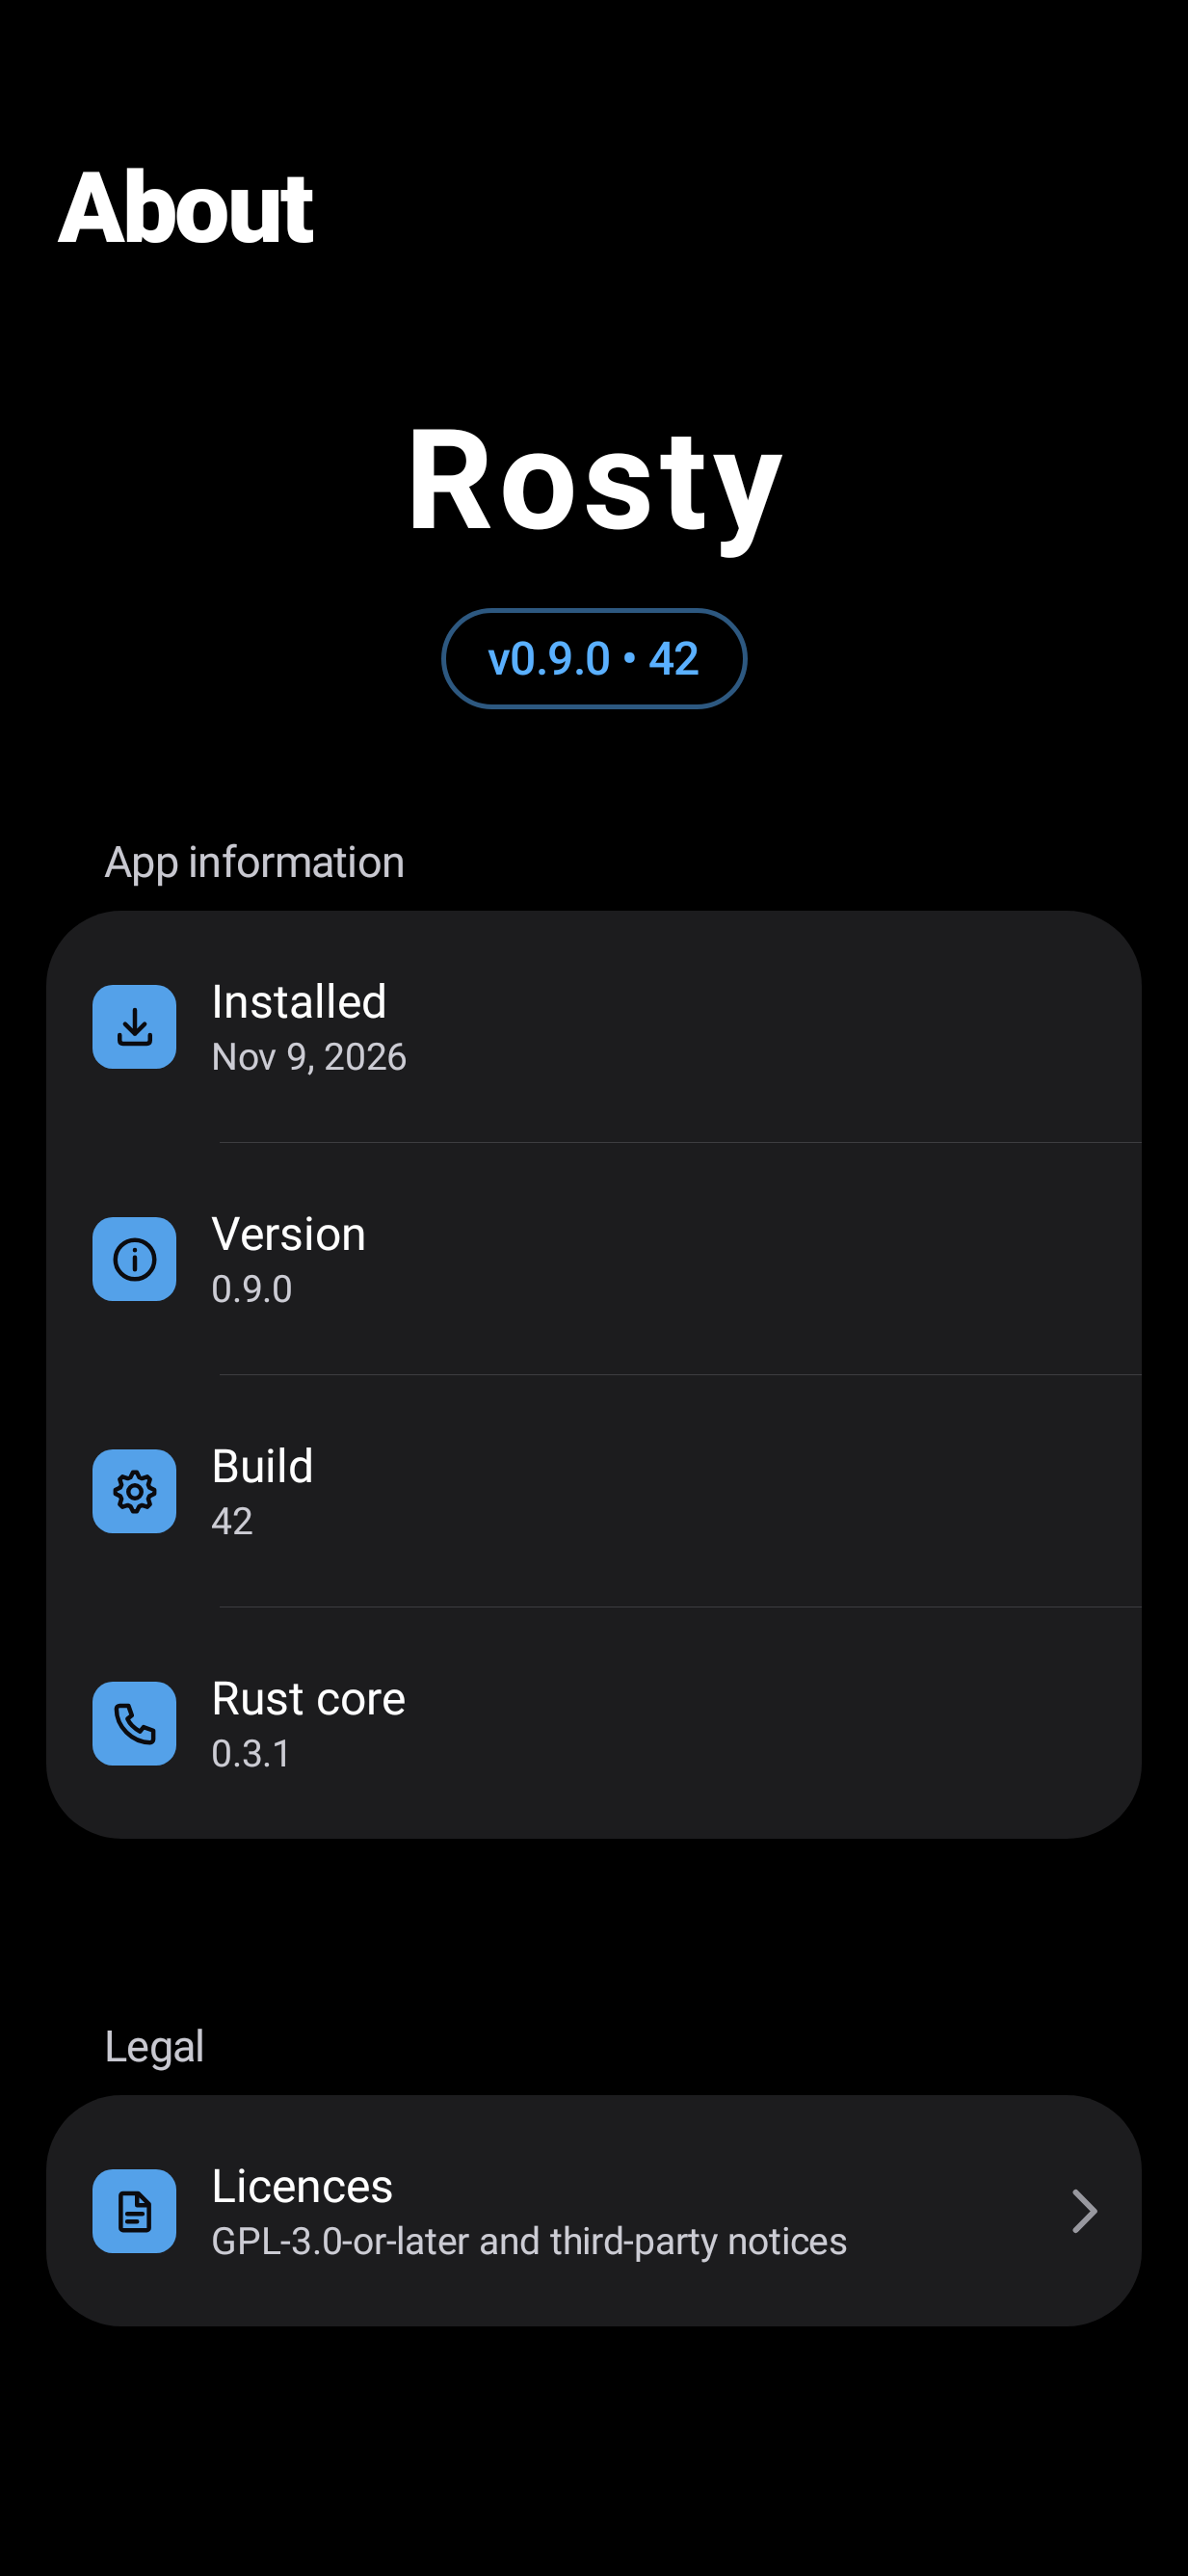 About
Rosty
v0.9.0 • 42
App information
Installed
Nov 9, 2026
Version
0.9.0
Build
42
Rust core
0.3.1
Legal
Licences
GPL-3.0-or-later and third-party notices